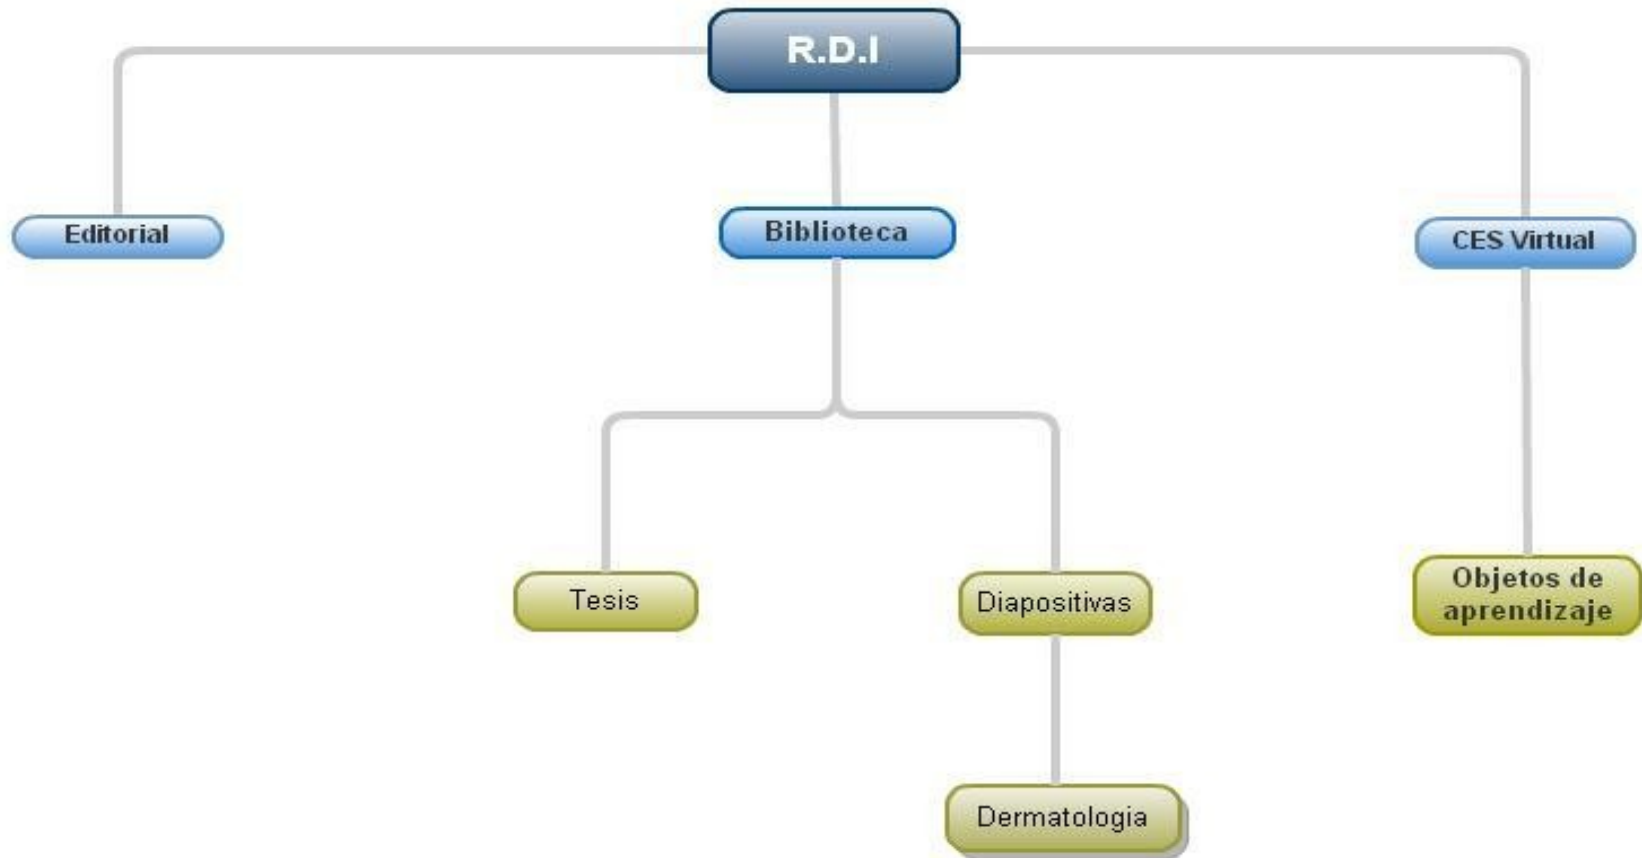 R.D.I
Editorial
Biblioteca
CES Virtual
Tesis
Diapositivas
Objetos de
aprendizaje
Dermatologia